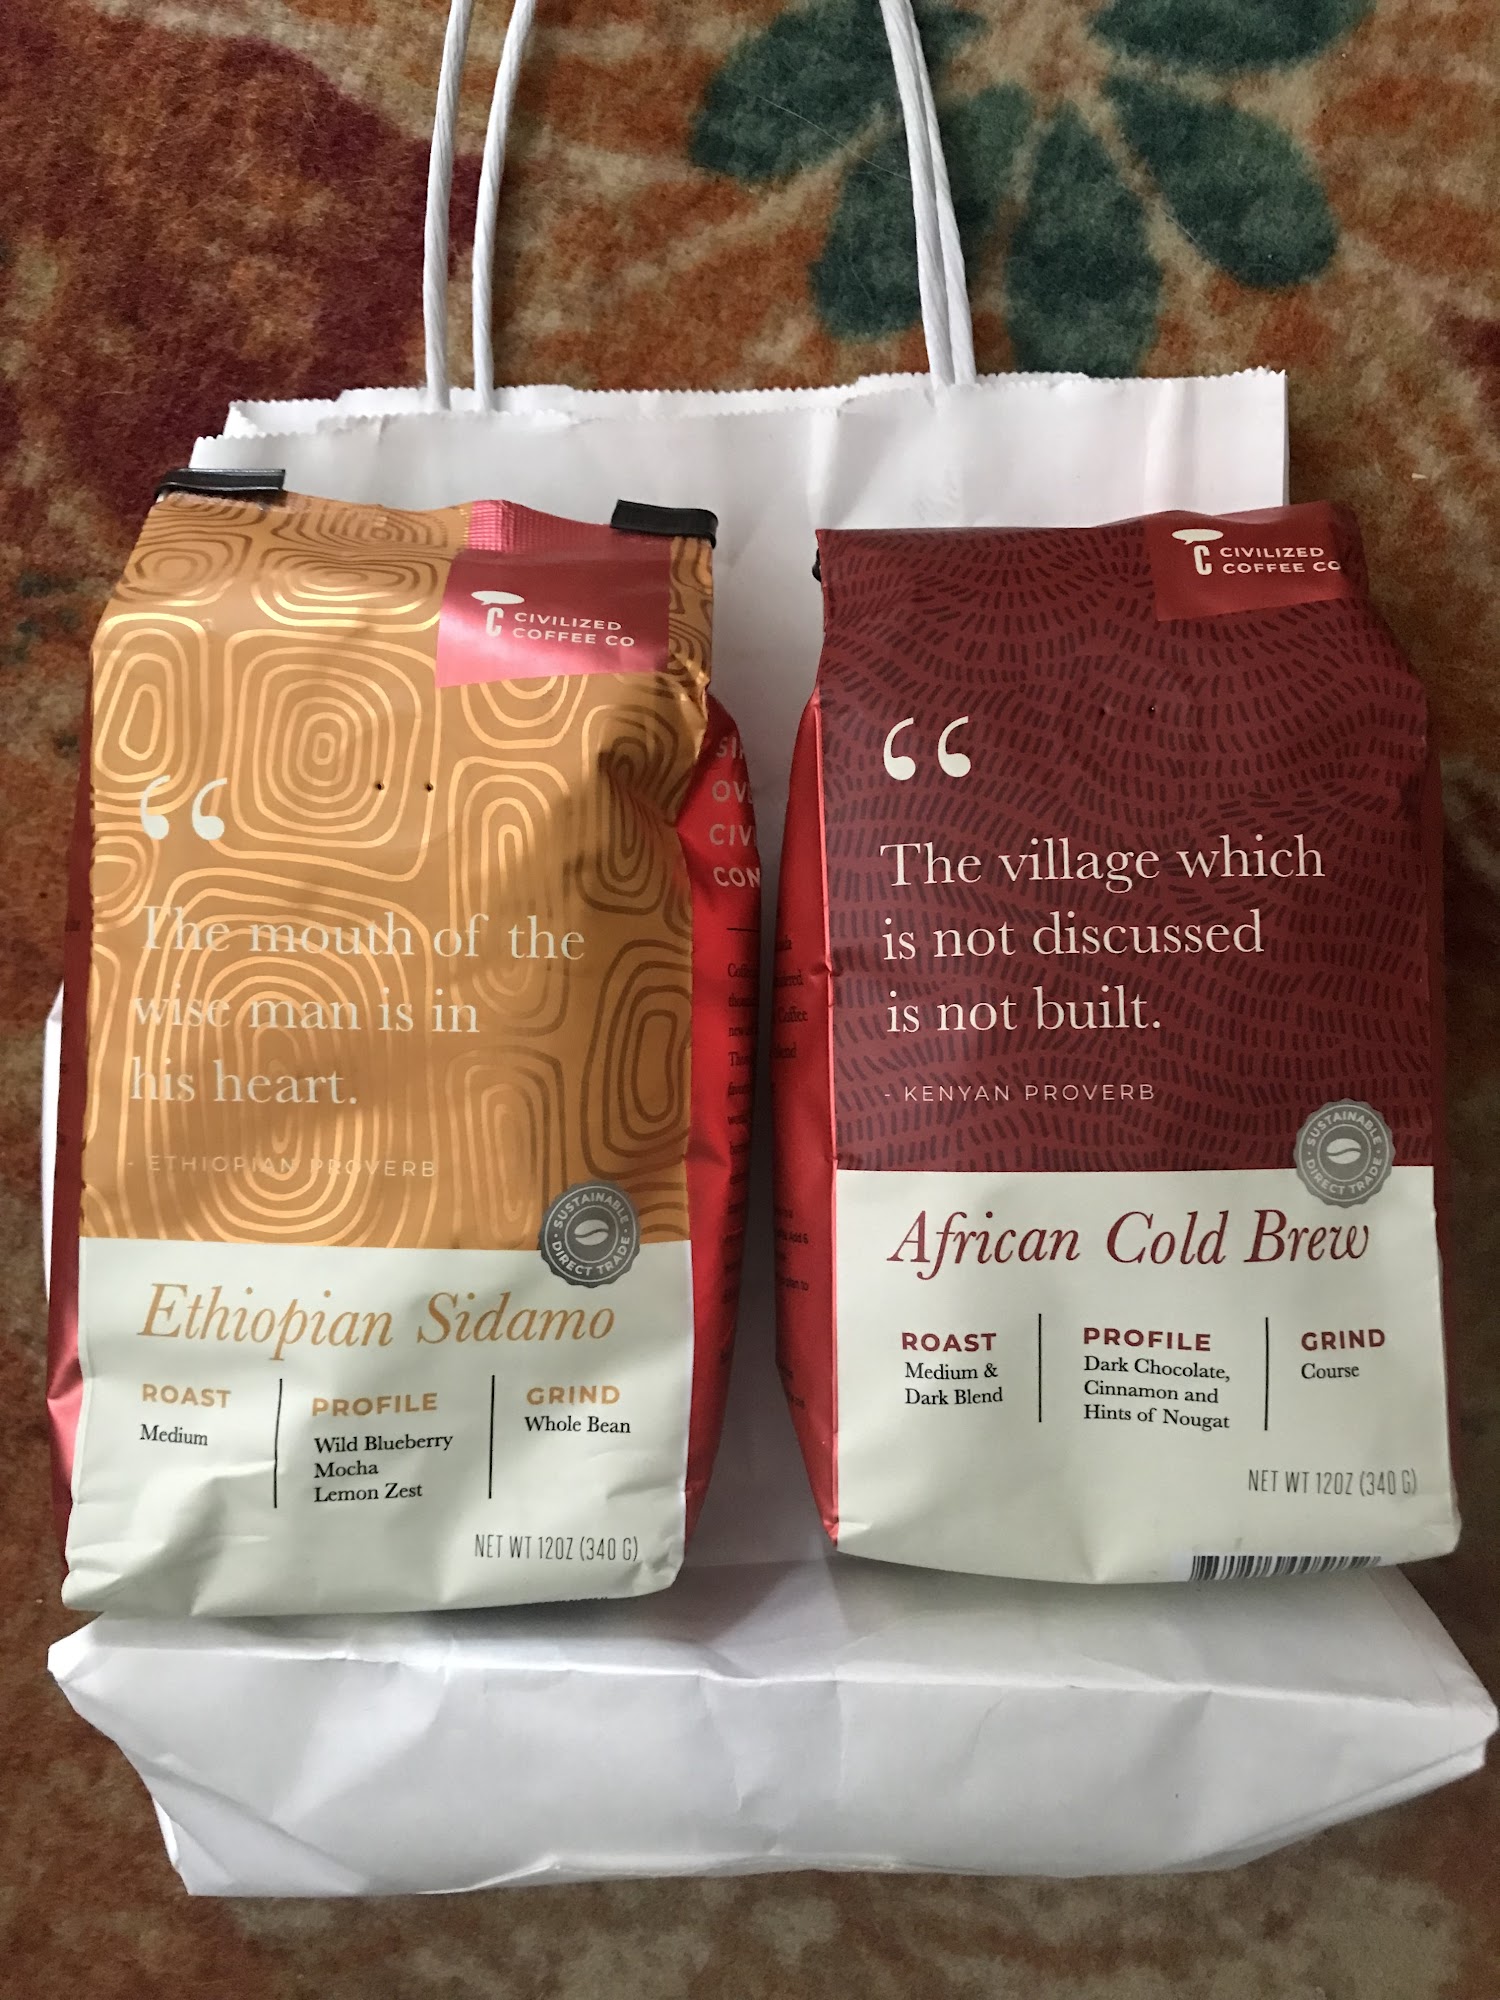 CIVILIZED
COFFEE CO
“
The mouth of the
wise man is in
his heart.
- ETHIOPIAN PROVERB
SUSTAINABLE
DIRECT TRADE
Ethiopian Sidamo
ROAST
Medium
PROFILE
Wild Blueberry
Mocha
Lemon Zest
GRIND
Whole Bean
NET WT 12OZ (340 G)
CIVILIZED
COFFEE CO
“
The village which
is not discussed
is not built.
- KENYAN PROVERB
SUSTAINABLE
DIRECT TRADE
African Cold Brew
ROAST
Medium &
Dark Blend
PROFILE
Dark Chocolate,
Cinnamon and
Hints of Nougat
GRIND
Course
NET WT 12OZ (340 G)